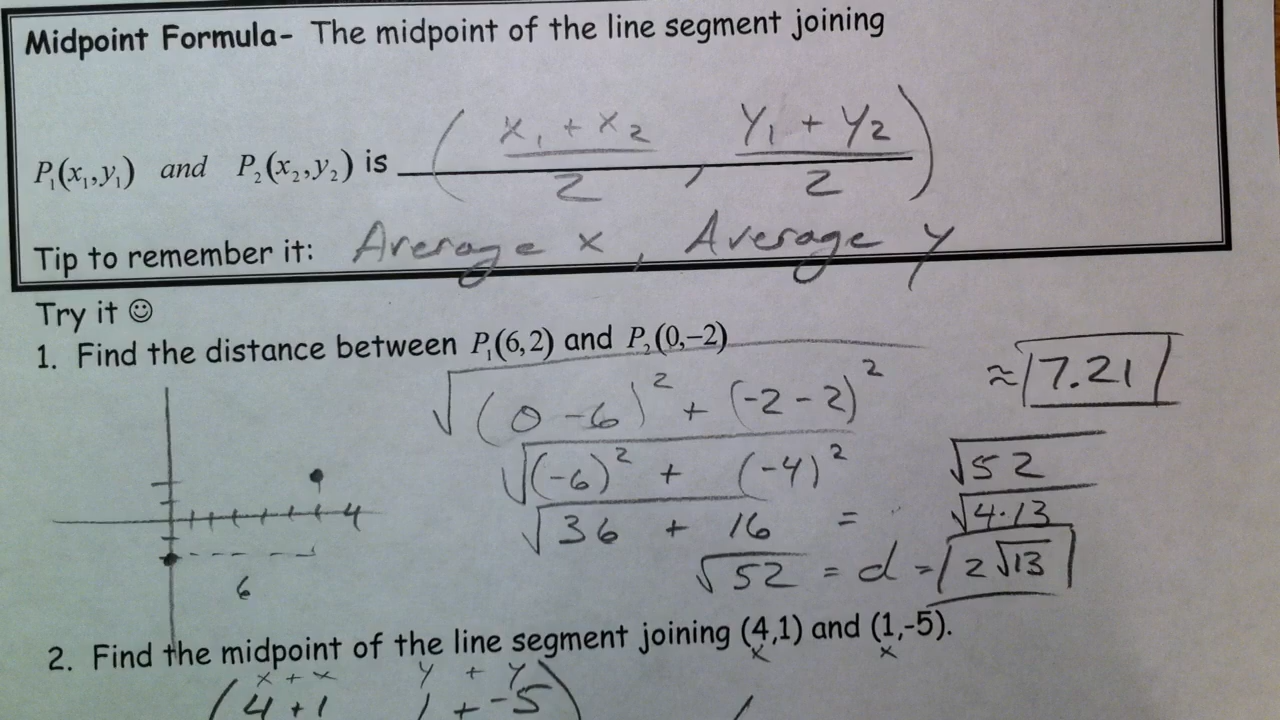 Midpoint Formula- The midpoint of the line segment joining
P₁(x₁,y₁) and P₂(x₂,y₂) is ( x₁ + x₂ / 2 , y₁ + y₂ / 2 )
Tip to remember it: Average x, Average y
Try it ☺
1. Find the distance between P₁(6,2) and P₂(0,-2)
√(0-6)² + (-2-2)² ≈ 7.21
√(-6)² + (-4)² √52
√36 + 16 = √4·13
√52 = d = 2√13
4
6
2. Find the midpoint of the line segment joining (4,1) and (1,-5).
x x
x + x y + y
(4+1 1 + -5)